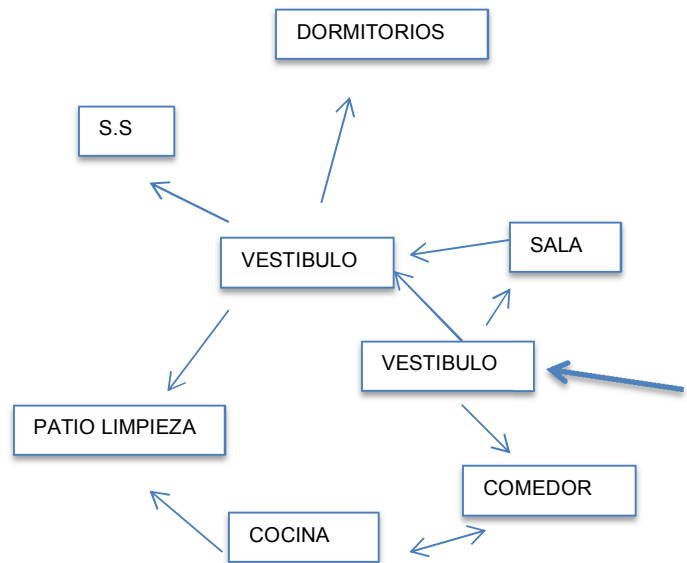 DORMITORIOS
S.S
SALA
VESTIBULO
VESTIBULO
PATIO LIMPIEZA
COMEDOR
COCINA